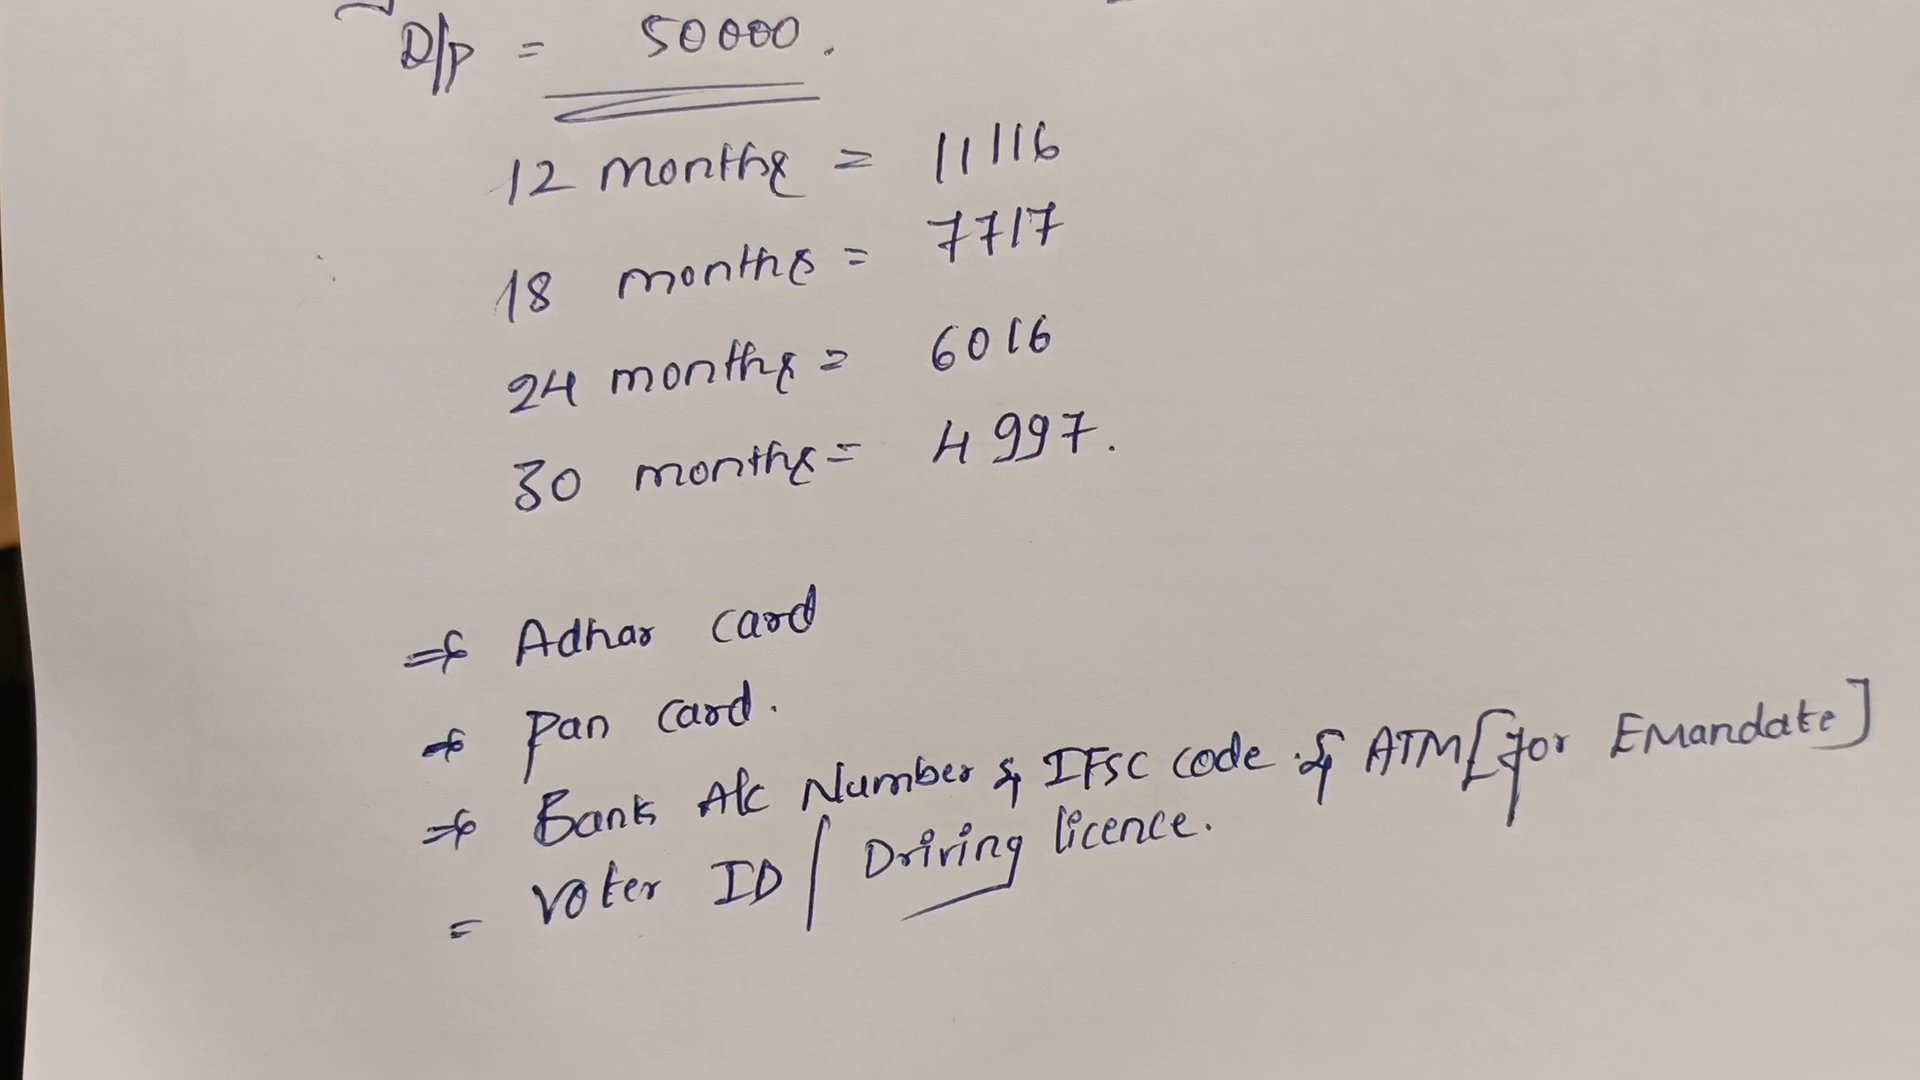 D/p = 50000.
12 months = 11116
18 months = 7717
24 months = 6016
30 months = 4997.
⇒ Adhar card
⇒ Pan card.
⇒ Bank A/c Number & IFSC code & ATM [for EMandate]
= Voter ID / Driving licence.